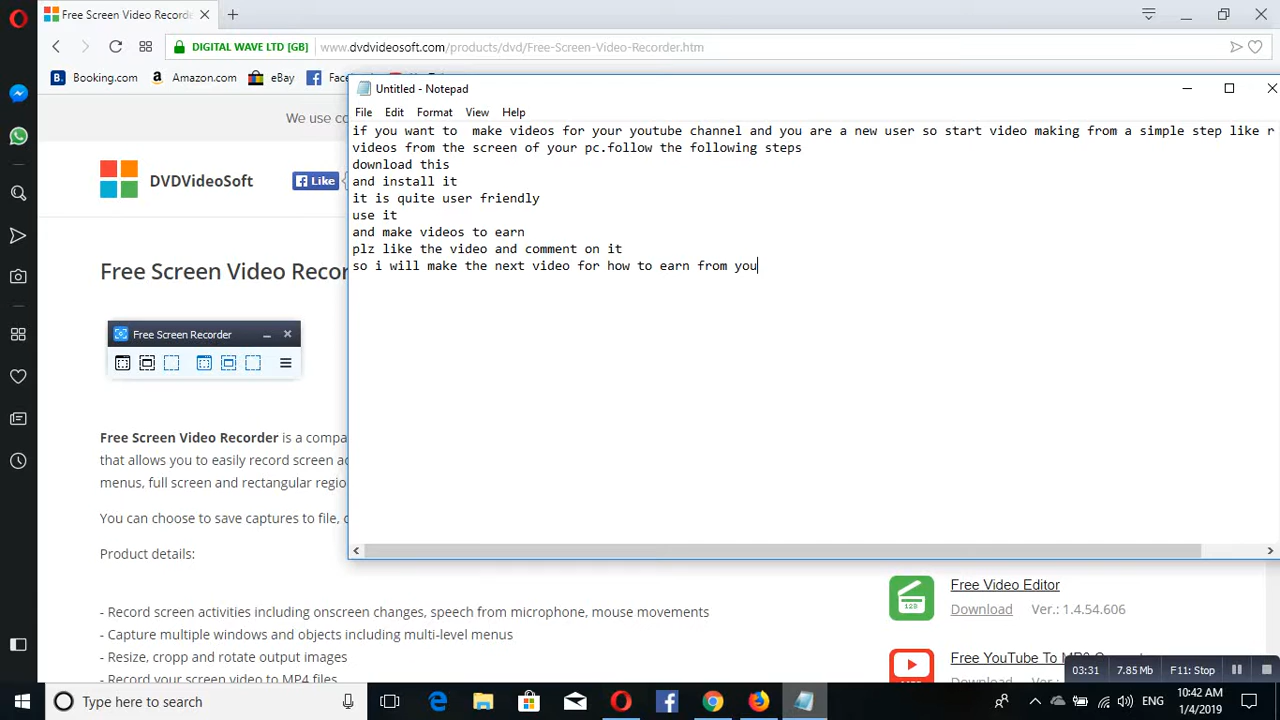 Free Screen Video Recorde
DIGITAL WAVE LTD [GB]
www.dvdvideosoft.com/products/dvd/Free-Screen-Video-Recorder.htm
Booking.com
Amazon.com
eBay
We use co
DVDVideoSoft
Like
Untitled - Notepad
File Edit Format View Help
if you want to  make videos for your youtube channel and you are a new user so start video making from a simple step like r
videos from the screen of your pc.follow the following steps
download this
and install it
it is quite user friendly
use it
and make videos to earn
plz like the video and comment on it
so i will make the next video for how to earn from you
Free Screen Video Recor
Free Screen Recorder
Free Screen Video Recorder is a compa
that allows you to easily record screen ac
menus, full screen and rectangular regio
You can choose to save captures to file, c
Product details:
- Record screen activities including onscreen changes, speech from microphone, mouse movements
- Capture multiple windows and objects including multi-level menus
- Resize, cropp and rotate output images
- Record your screen video to MP4 files
Free Video Editor
Download Ver.: 1.4.54.606
Free YouTube To
03:31 7.85 Mb F11: Stop
Type here to search
ENG
10:42 AM
1/4/2019